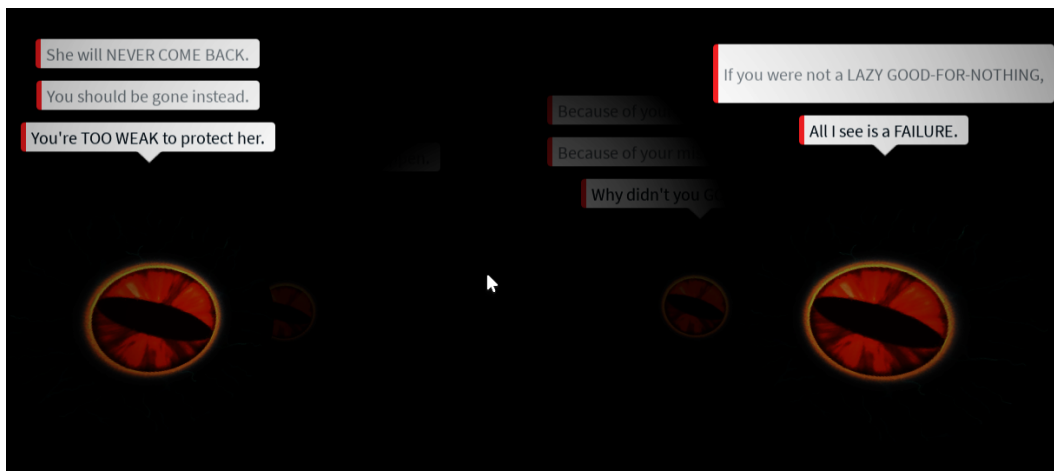 She will NEVER COME BACK.
You should be gone instead.
You're TOO WEAK to protect her.
Because of your
Because of your
Why didn't you
If you were not a LAZY GOOD-FOR-NOTHING,
All I see is a FAILURE.